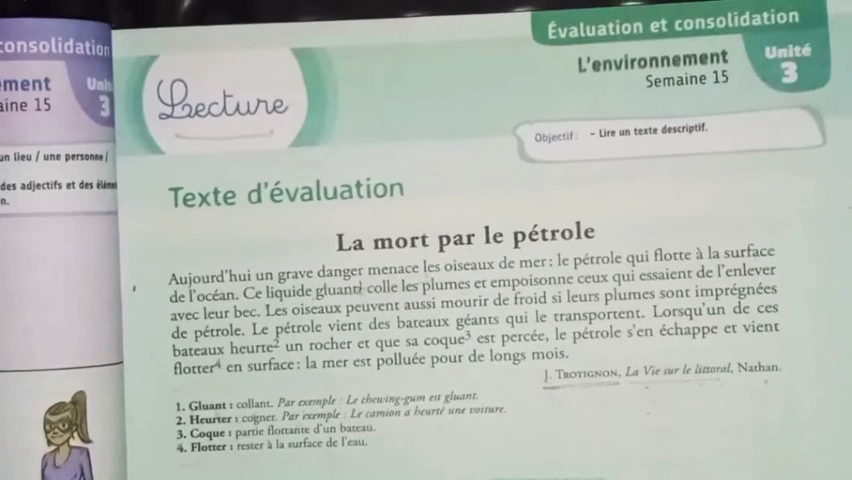 consolidation
ement
Unit
aine 15
3
un lieu / une personne /
des adjectifs et des élém
n.
Évaluation et consolidation
L'environnement
Semaine 15
Unité
3
Lecture
Objectif : - Lire un texte descriptif.
Texte d'évaluation
La mort par le pétrole
Aujourd'hui un grave danger menace les oiseaux de mer : le pétrole qui flotte à la surface
de l'océan. Ce liquide gluant¹ colle les plumes et empoisonne ceux qui essaient de l'enlever
avec leur bec. Les oiseaux peuvent aussi mourir de froid si leurs plumes sont imprégnées
de pétrole. Le pétrole vient des bateaux géants qui le transportent. Lorsqu'un de ces
bateaux heurte² un rocher et que sa coque³ est percée, le pétrole s'en échappe et vient
flotter⁴ en surface : la mer est polluée pour de longs mois.
J. TROTIGNON, La Vie sur le littoral, Nathan.
1. Gluant : collant. Par exemple : Le chewing-gum est gluant.
2. Heurter : cogner. Par exemple : Le camion a heurté une voiture.
3. Coque : partie flottante d'un bateau.
4. Flotter : rester à la surface de l'eau.